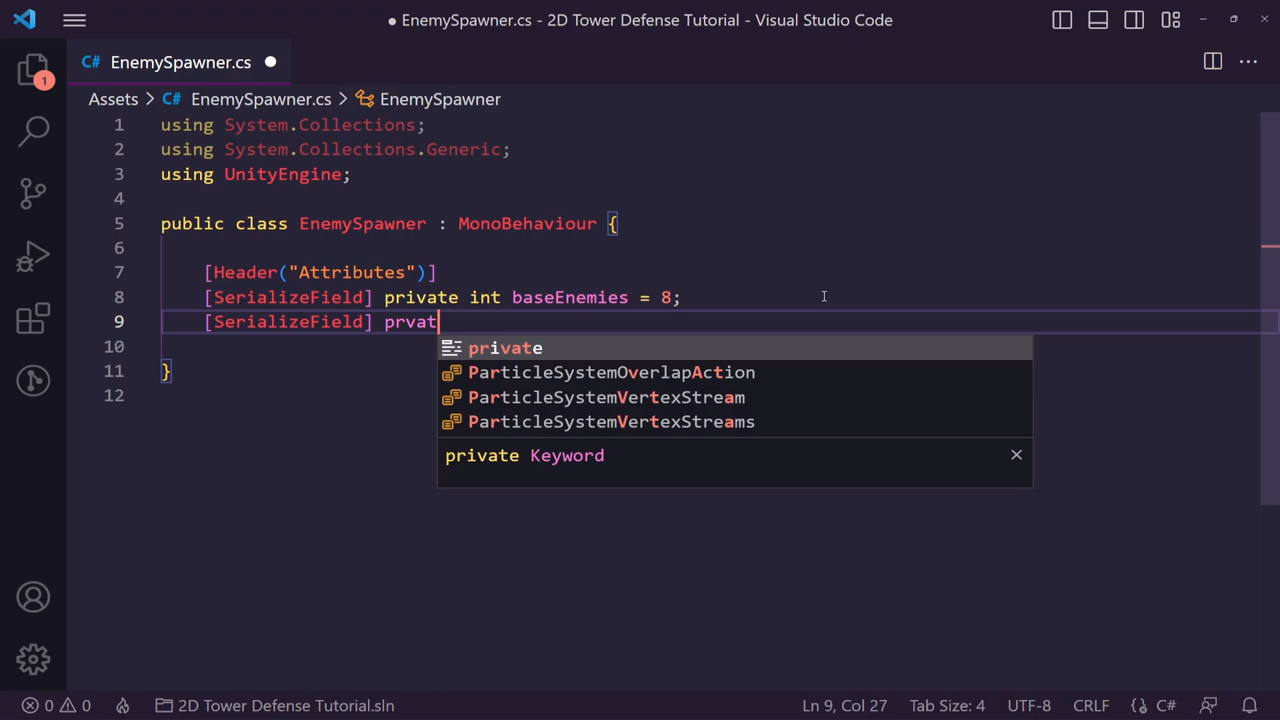 ● EnemySpawner.cs - 2D Tower Defense Tutorial - Visual Studio Code
1
C# EnemySpawner.cs ●
Assets > C# EnemySpawner.cs > EnemySpawner
1 using System.Collections;
2 using System.Collections.Generic;
3 using UnityEngine;
4
5 public class EnemySpawner : MonoBehaviour {
6
7 [Header("Attributes")]
8 [SerializeField] private int baseEnemies = 8;
9 [SerializeField] prvat
10
11 }
12
private
ParticleSystemOverlapAction
ParticleSystemVertexStream
ParticleSystemVertexStreams
private Keyword
0 0 2D Tower Defense Tutorial.sln Ln 9, Col 27 Tab Size: 4 UTF-8 CRLF C#